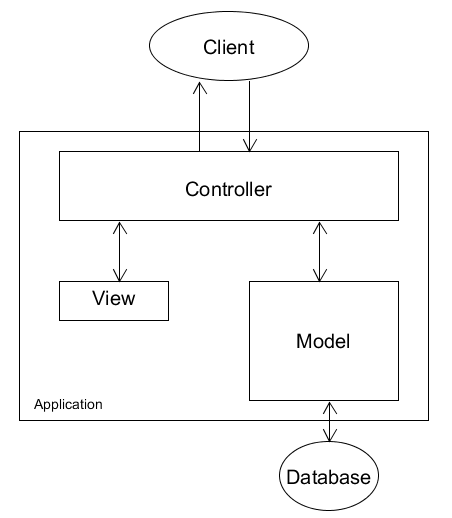 Client
Controller
View
Model
Application
Database